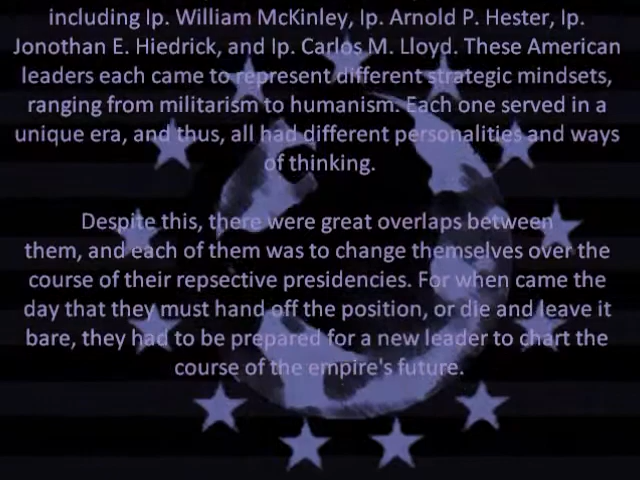 including Ip. William McKinley, Ip. Arnold P. Hester, Ip.
Jonothan E. Hiedrick, and Ip. Carlos M. Lloyd. These American
leaders each came to represent different strategic mindsets,
ranging from militarism to humanism. Each one served in a
unique era, and thus, all had different personalities and ways
of thinking.
Despite this, there were great overlaps between
them, and each of them was to change themselves over the
course of their repsective presidencies. For when came the
day that they must hand off the position, or die and leave it
bare, they had to be prepared for a new leader to chart the
course of the empire's future.